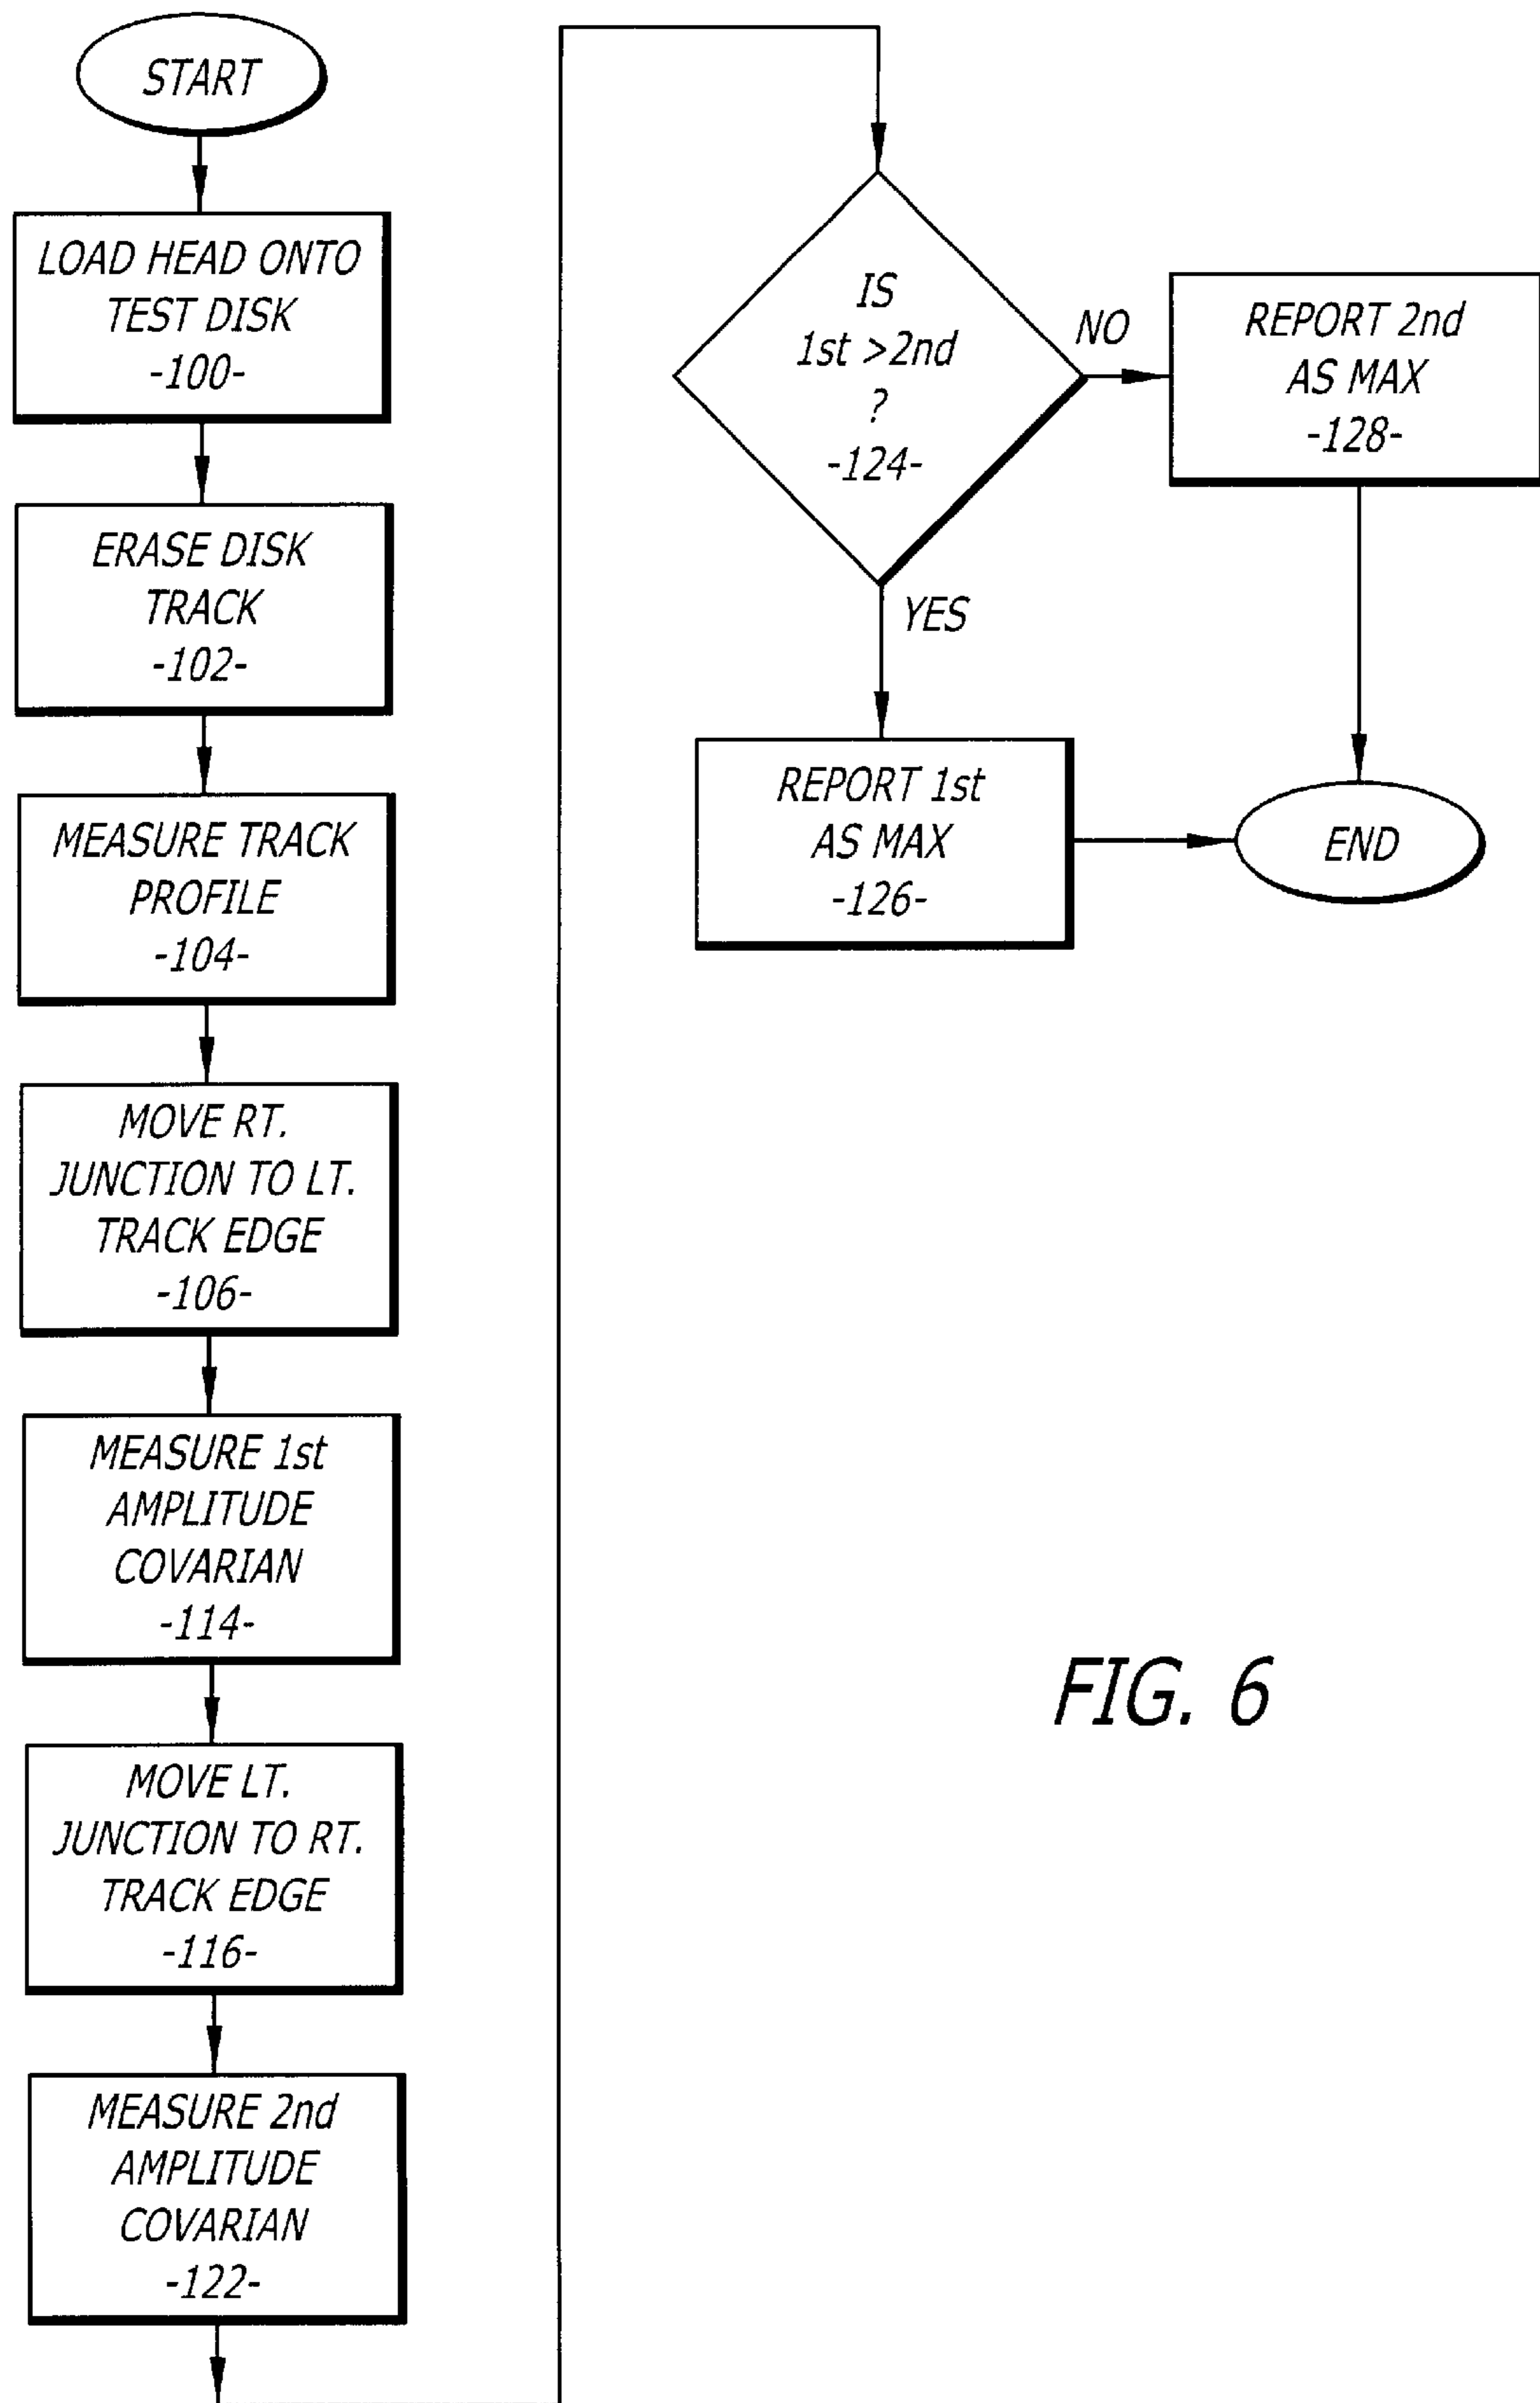 START
LOAD HEAD ONTO
TEST DISK
-100-
ERASE DISK
TRACK
-102-
MEASURE TRACK
PROFILE
-104-
MOVE RT.
JUNCTION TO LT.
TRACK EDGE
-106-
MEASURE 1st
AMPLITUDE
COVARIAN
-114-
MOVE LT.
JUNCTION TO RT.
TRACK EDGE
-116-
MEASURE 2nd
AMPLITUDE
COVARIAN
-122-
IS
1st >2nd
?
-124-
NO
REPORT 2nd
AS MAX
-128-
YES
REPORT 1st
AS MAX
-126-
END
FIG. 6